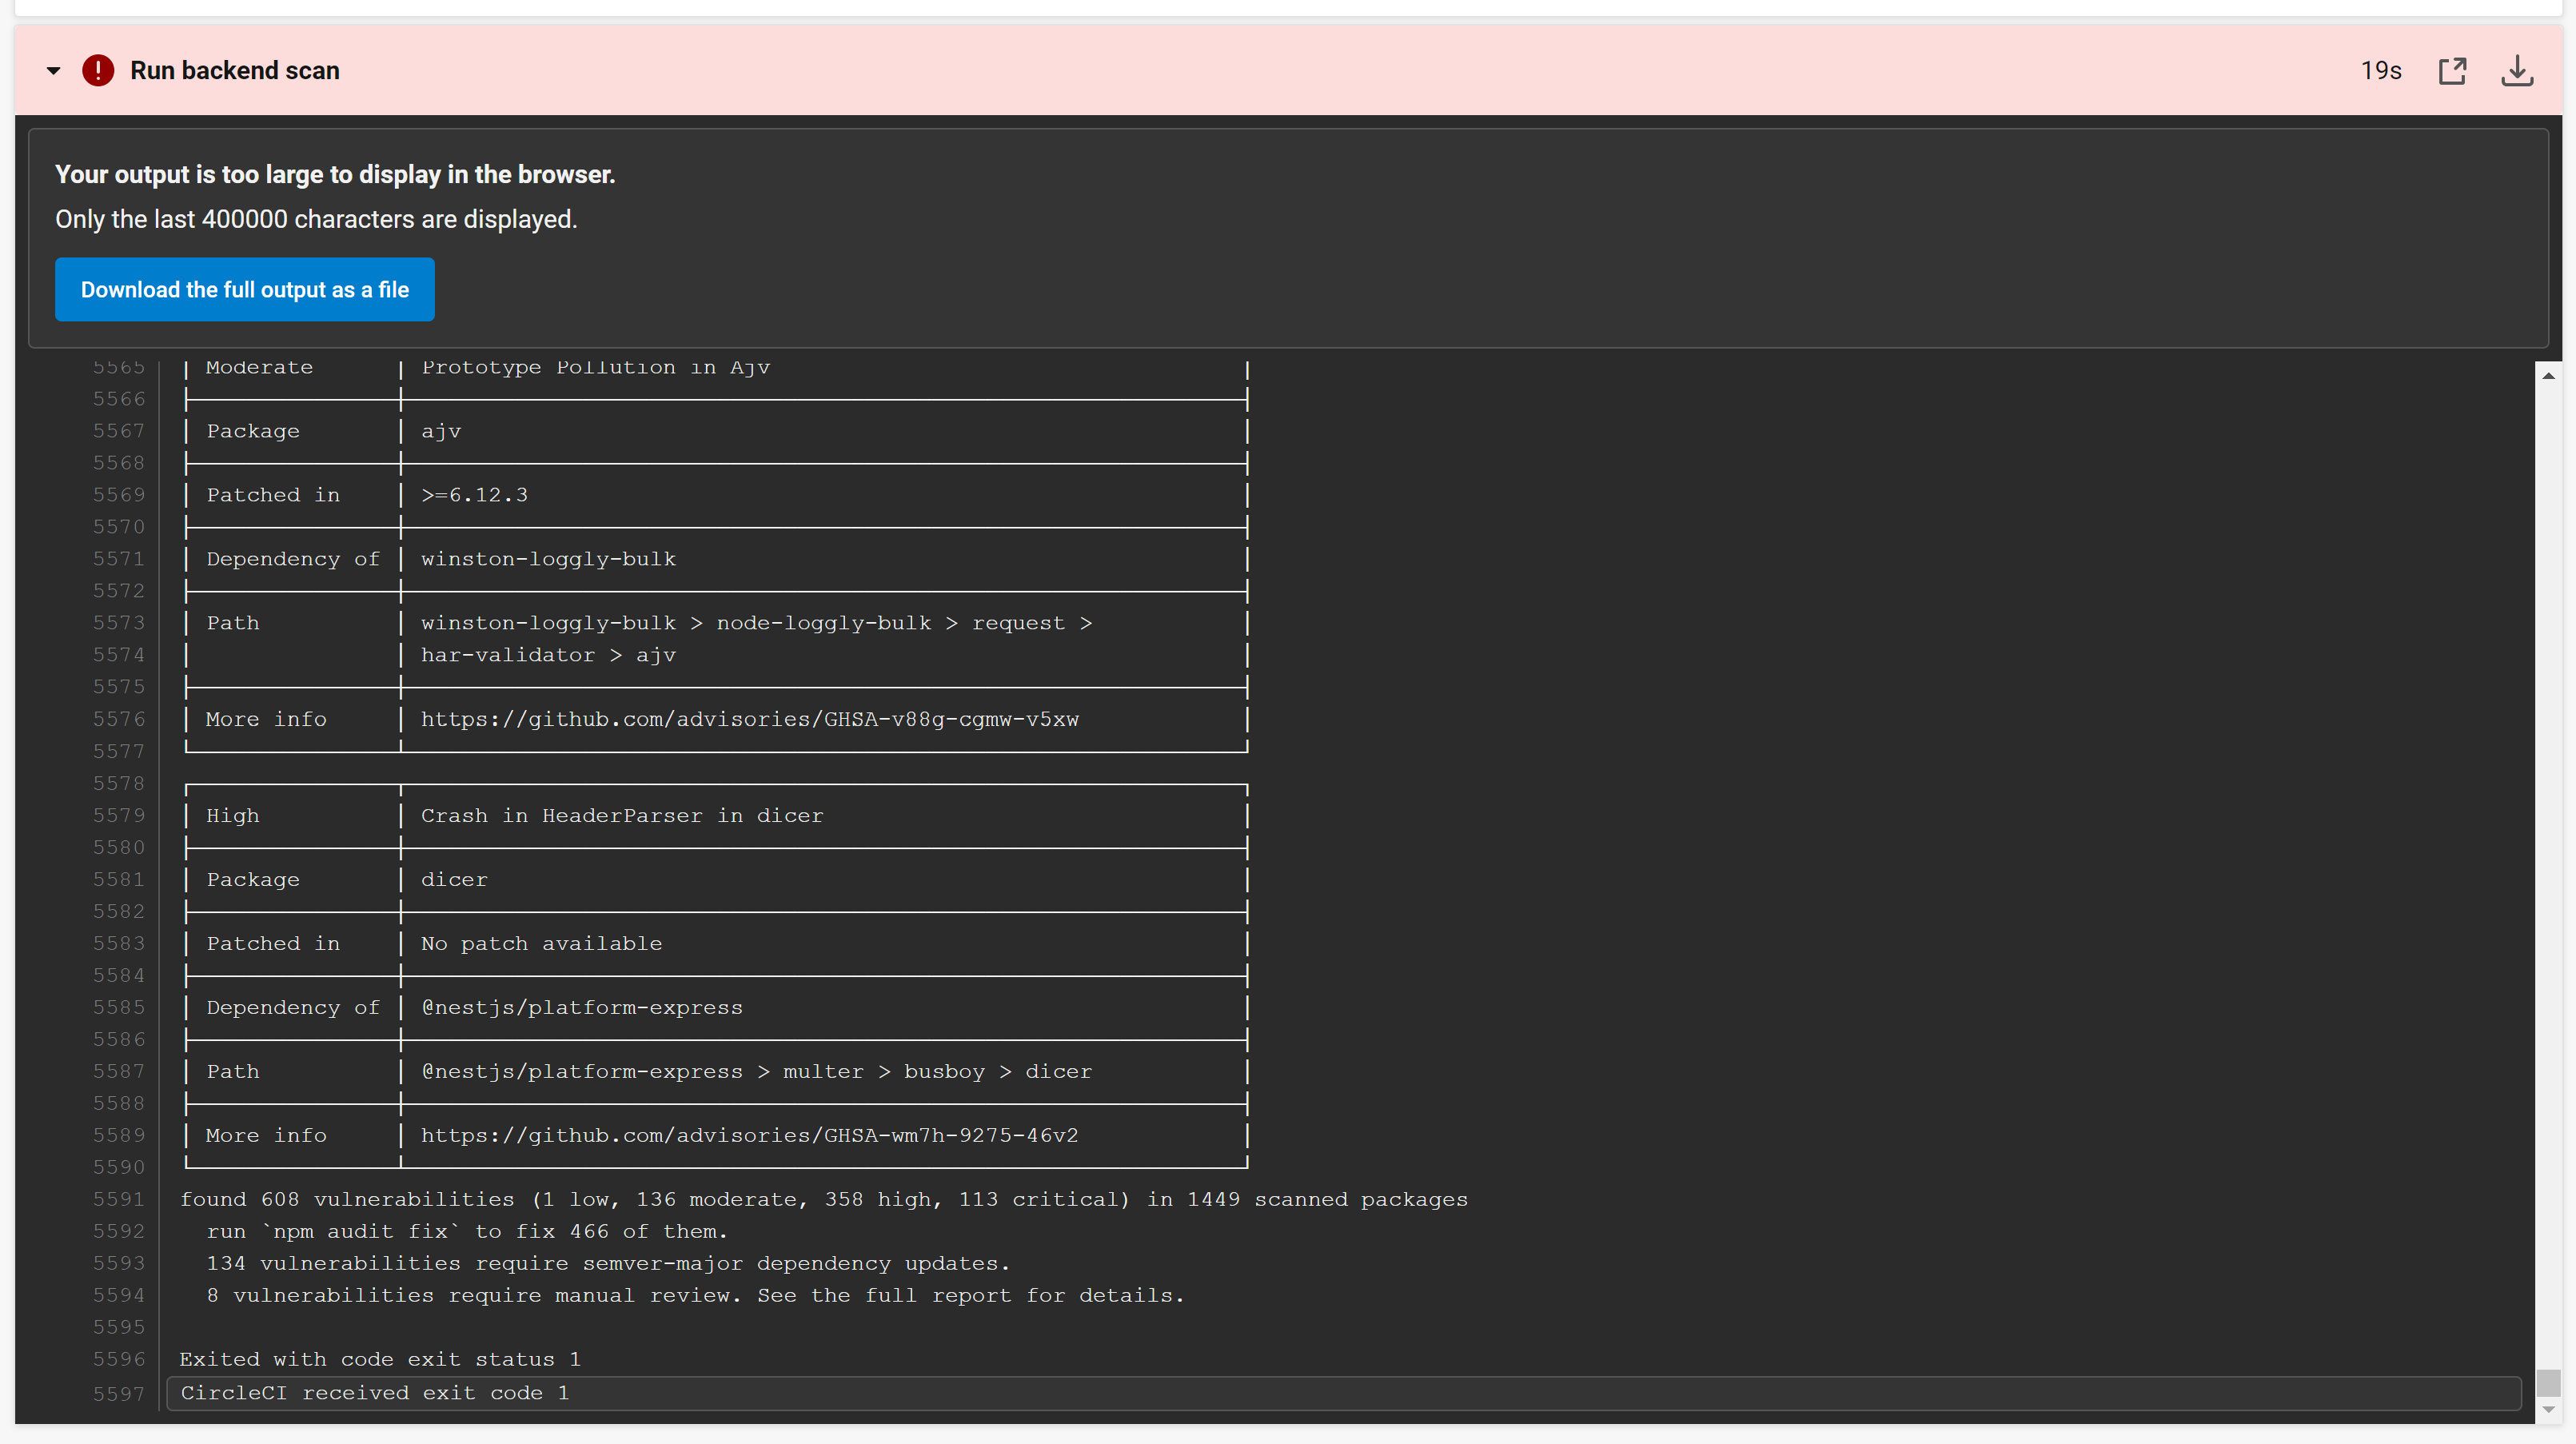 Run backend scan 19s
Your output is too large to display in the browser.
Only the last 400000 characters are displayed.
Download the full output as a file
5565 | Moderate | Prototype Pollution in Ajv |
5566
5567 | Package | ajv |
5568
5569 | Patched in | >=6.12.3 |
5570
5571 | Dependency of | winston-loggly-bulk |
5572
5573 | Path | winston-loggly-bulk > node-loggly-bulk > request > |
5574 | | har-validator > ajv |
5575
5576 | More info | https://github.com/advisories/GHSA-v88g-cgmw-v5xw |
5577
5578
5579 | High | Crash in HeaderParser in dicer |
5580
5581 | Package | dicer |
5582
5583 | Patched in | No patch available |
5584
5585 | Dependency of | @nestjs/platform-express |
5586
5587 | Path | @nestjs/platform-express > multer > busboy > dicer |
5588
5589 | More info | https://github.com/advisories/GHSA-wm7h-9275-46v2 |
5590
5591 found 608 vulnerabilities (1 low, 136 moderate, 358 high, 113 critical) in 1449 scanned packages
5592 run `npm audit fix` to fix 466 of them.
5593 134 vulnerabilities require semver-major dependency updates.
5594 8 vulnerabilities require manual review. See the full report for details.
5595
5596 Exited with code exit status 1
5597 CircleCI received exit code 1